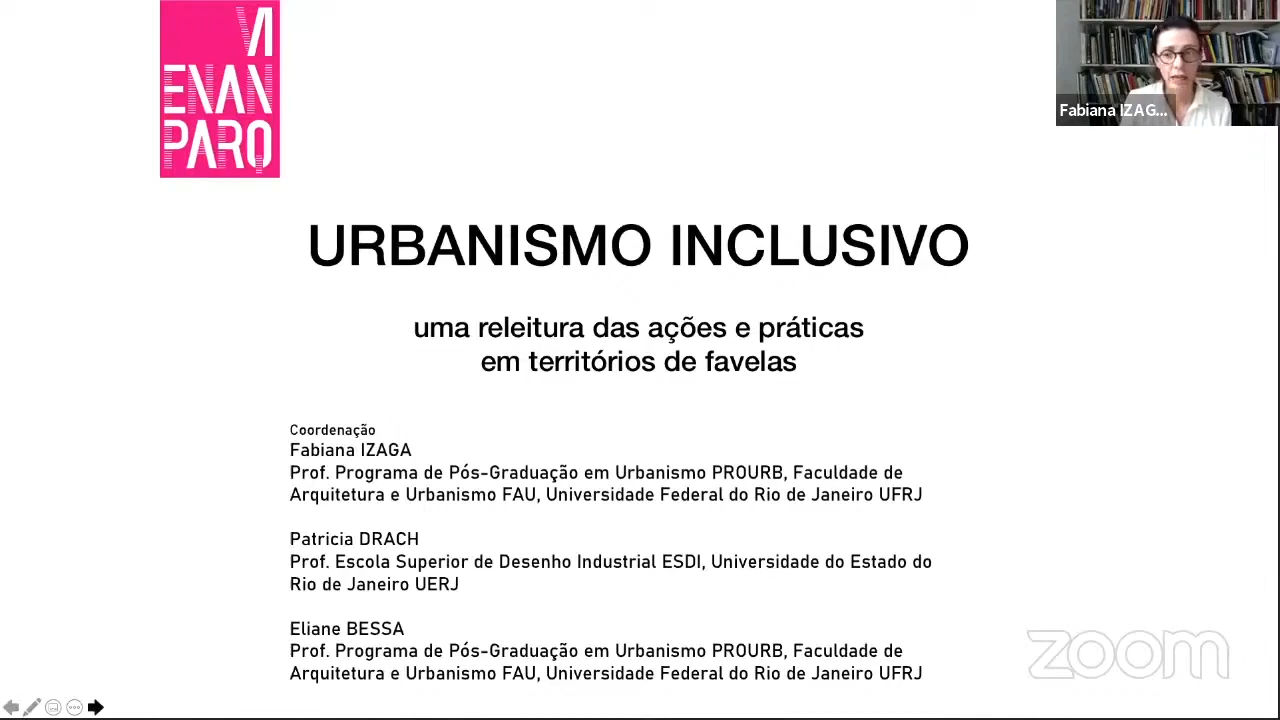 VI
ENAN
PARQ
Fabiana IZAG...
URBANISMO INCLUSIVO
uma releitura das ações e práticas
em territórios de favelas
Coordenação
Fabiana IZAGA
Prof. Programa de Pós-Graduação em Urbanismo PROURB, Faculdade de
Arquitetura e Urbanismo FAU, Universidade Federal do Rio de Janeiro UFRJ
Patricia DRACH
Prof. Escola Superior de Desenho Industrial ESDI, Universidade do Estado do
Rio de Janeiro UERJ
Eliane BESSA
Prof. Programa de Pós-Graduação em Urbanismo PROURB, Faculdade de
Arquitetura e Urbanismo FAU, Universidade Federal do Rio de Janeiro UFRJ
zoom